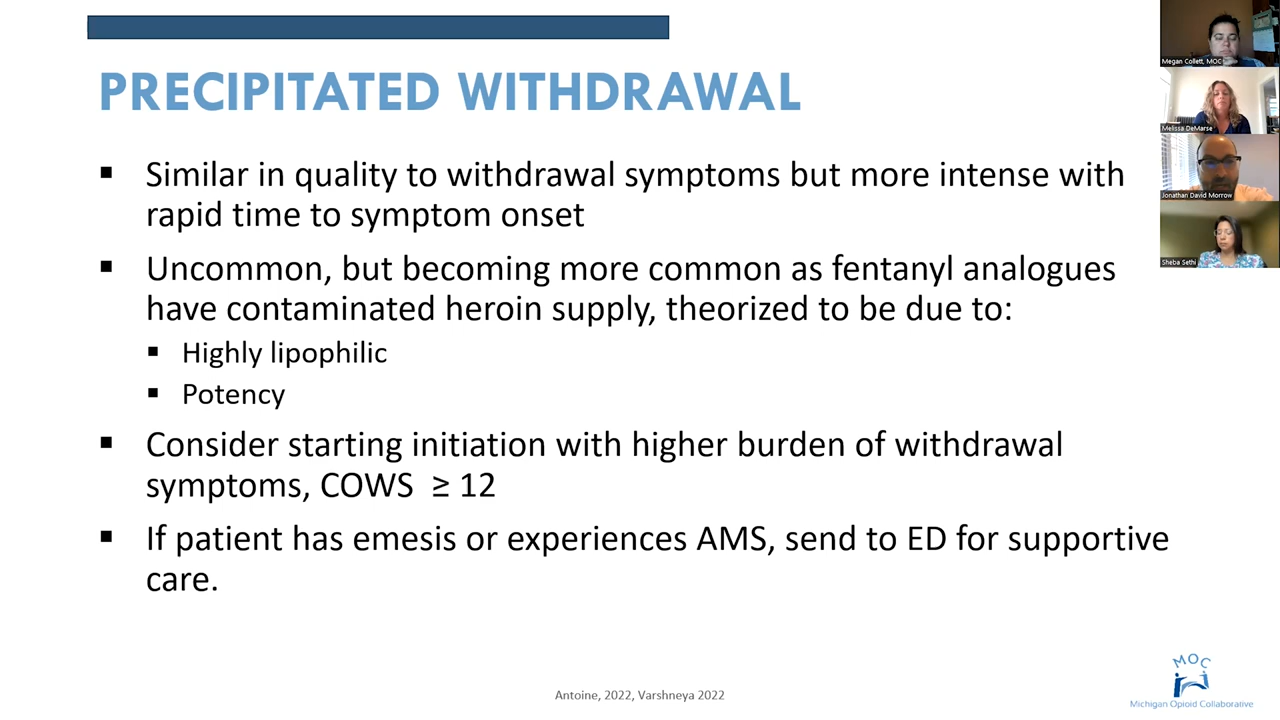 PRECIPITATED WITHDRAWAL
▪ Similar in quality to withdrawal symptoms but more intense with
rapid time to symptom onset
▪ Uncommon, but becoming more common as fentanyl analogues
have contaminated heroin supply, theorized to be due to:
▪ Highly lipophilic
▪ Potency
▪ Consider starting initiation with higher burden of withdrawal
symptoms, COWS ≥ 12
▪ If patient has emesis or experiences AMS, send to ED for supportive
care.
Antoine, 2022, Varshneya 2022
MOC
Michigan Opioid Collaborative
Megan Collett, MOC
Melissa DeMarse
Jonathan David Morrow
Sheba Sethi